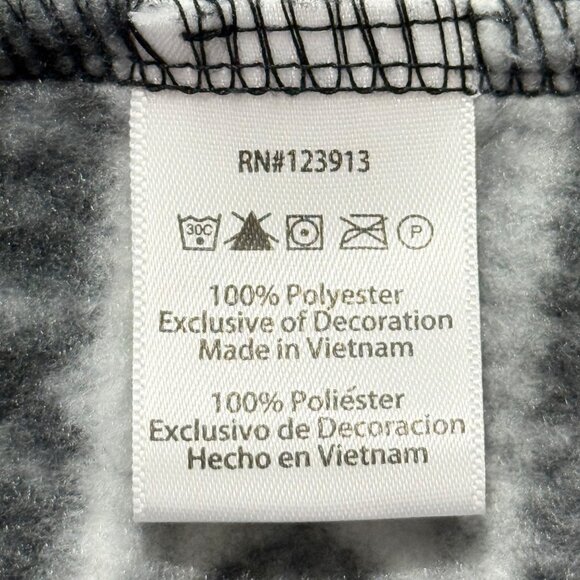 RN#123913
30C P
100% Polyester
Exclusive of Decoration
Made in Vietnam
100% Poliéster
Exclusivo de Decoracion
Hecho en Vietnam